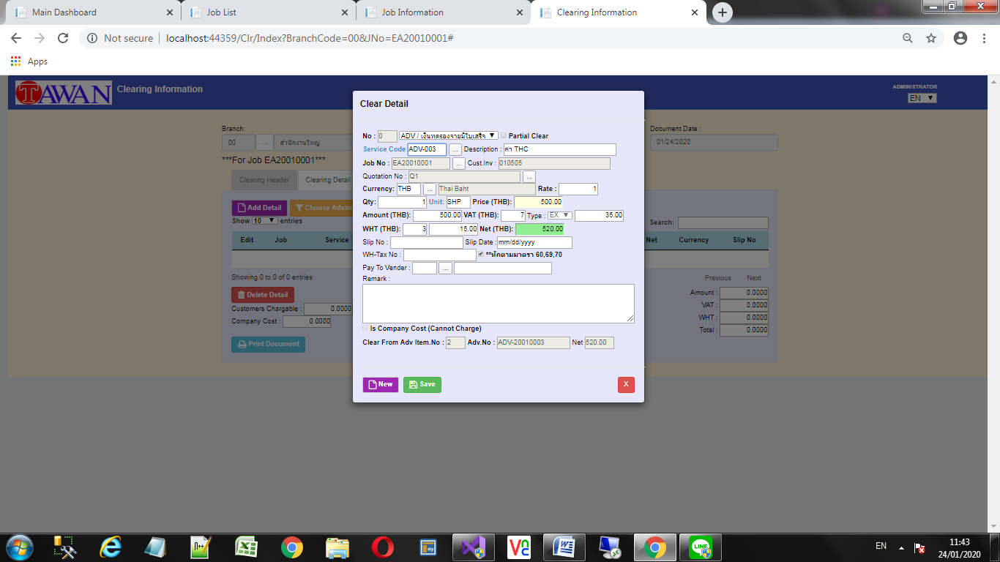 Main Dashboard
Job List
Job Information
Clearing Information
Not secure
localhost:44359/Clr/Index?BranchCode=00&JNo=EA20010001#
Apps
TAWAN
Clearing Information
ADMINISTRATOR
EN
Branch:
00
...
สำนักงานใหญ่
Document Date :
01/24/2020
***For Job EA20010001***
Clearing Header
Clearing Detail
Add Detail
Choose Advan
Show 10 entries
Search:
Edit Job Service
Net Currency Slip No
Showing 0 to 0 of 0 entries
Previous Next
Delete Detail
Customers Chargable : 0.0000
Company Cost : 0.0000
Print Document
Amount : 0.0000
VAT : 0.0000
WHT : 0.0000
Total : 0.0000
Clear Detail
No : 0 ADV / เงินทดรองจ่ายมีใบเสร็จ Partial Clear
Service Code ADV-003 ... Description : ค่า THC
Job No : EA20010001 ... Cust.Inv : 010505
Quotation No : Q1 ...
Currency: THB ... Thai Baht Rate : 1
Qty: 1 Unit: SHP Price (THB): 500.00
Amount (THB): 500.00 VAT (THB): 7 Type : EX 35.00
WHT (THB): 3 15.00 Net (THB): 520.00
Slip No : Slip Date : mm/dd/yyyy
WH-Tax No : **หักตามมาตรา 60,69,70
Pay To Vender : ...
Remark :
Is Company Cost (Cannot Charge)
Clear From Adv Item.No : 2 Adv.No : ADV-20010003 Net 520.00
New
Save
X
EN
11:43
24/01/2020